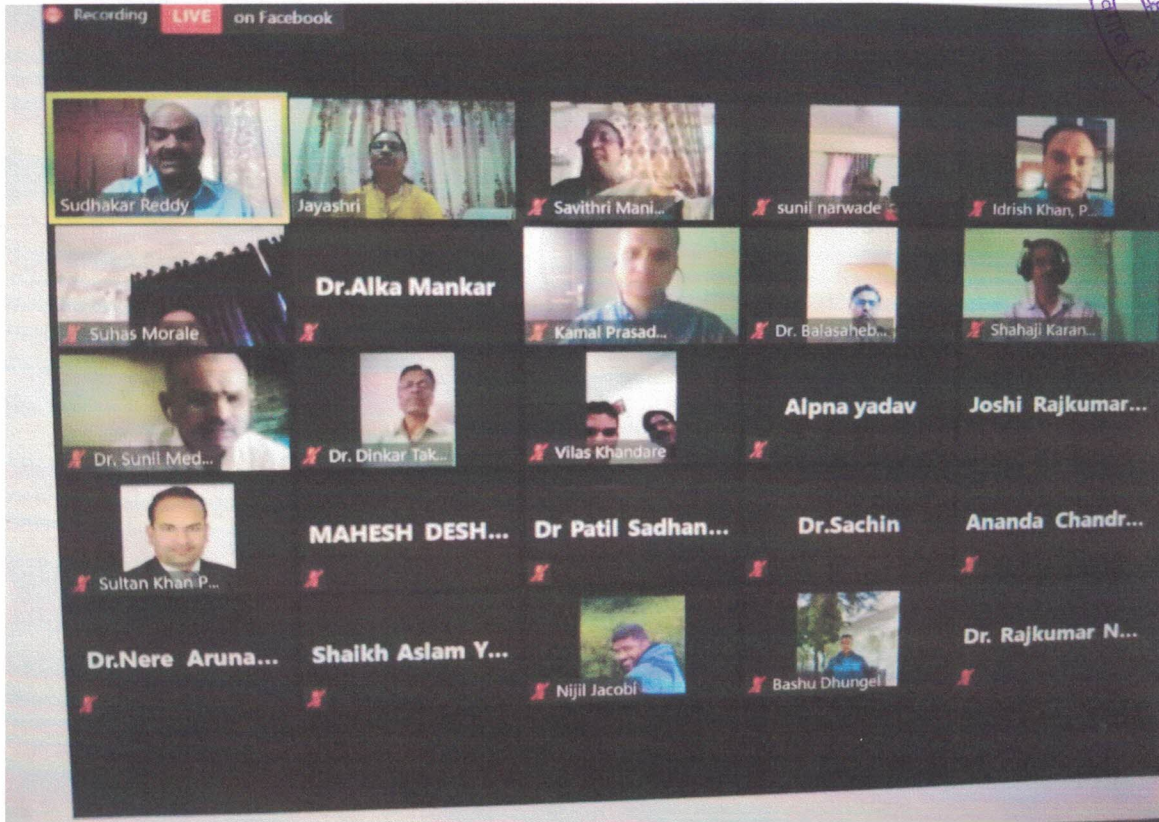 Recording LIVE on Facebook
Sudhakar Reddy
Jayashri
Savithri Mani...
sunil narwade
Idrish Khan, P...
Suhas Morale
Dr.Alka Mankar
Kamal Prasad...
Dr. Balasaheb...
Shahaji Karan...
Dr. Sunil Med...
Dr. Dinkar Tak...
Vilas Khandare
Alpna yadav
Joshi Rajkumar...
Sultan Khan P...
MAHESH DESH...
Dr Patil Sadhan...
Dr.Sachin
Ananda Chandr...
Dr.Nere Aruna...
Shaikh Aslam Y...
Nijil Jacobi
Bashu Dhungel
Dr. Rajkumar N...